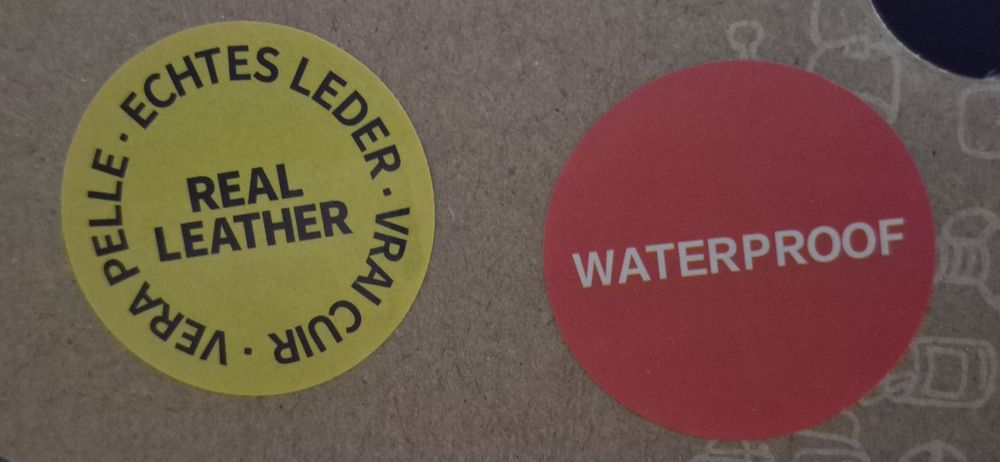 ECHTES LEDER · VRAI CUIR · VERA PELLE ·
REAL
LEATHER
WATERPROOF